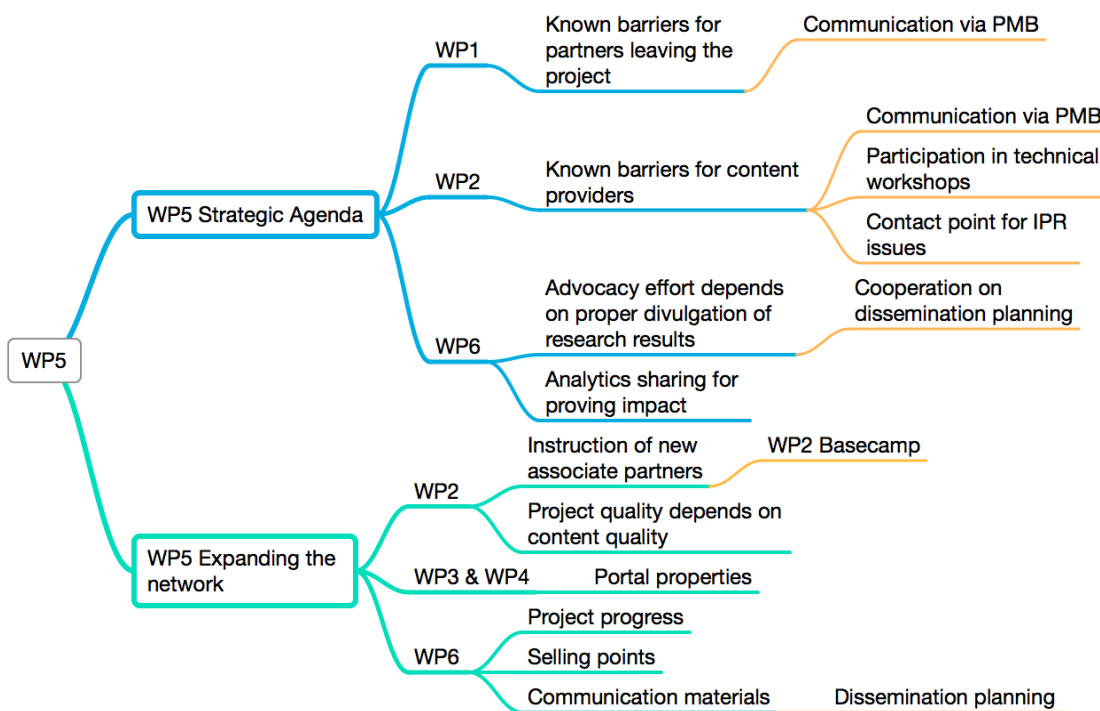 WP5
WP5 Strategic Agenda
WP1
Known barriers for
partners leaving the
project
Communication via PMB
WP2
Known barriers for content
providers
Communication via PMB
Participation in technical
workshops
Contact point for IPR
issues
WP6
Advocacy effort depends
on proper divulgation of
research results
Cooperation on
dissemination planning
Analytics sharing for
proving impact
WP5 Expanding the
network
WP2
Instruction of new
associate partners
WP2 Basecamp
Project quality depends on
content quality
WP3 & WP4
Portal properties
WP6
Project progress
Selling points
Communication materials
Dissemination planning